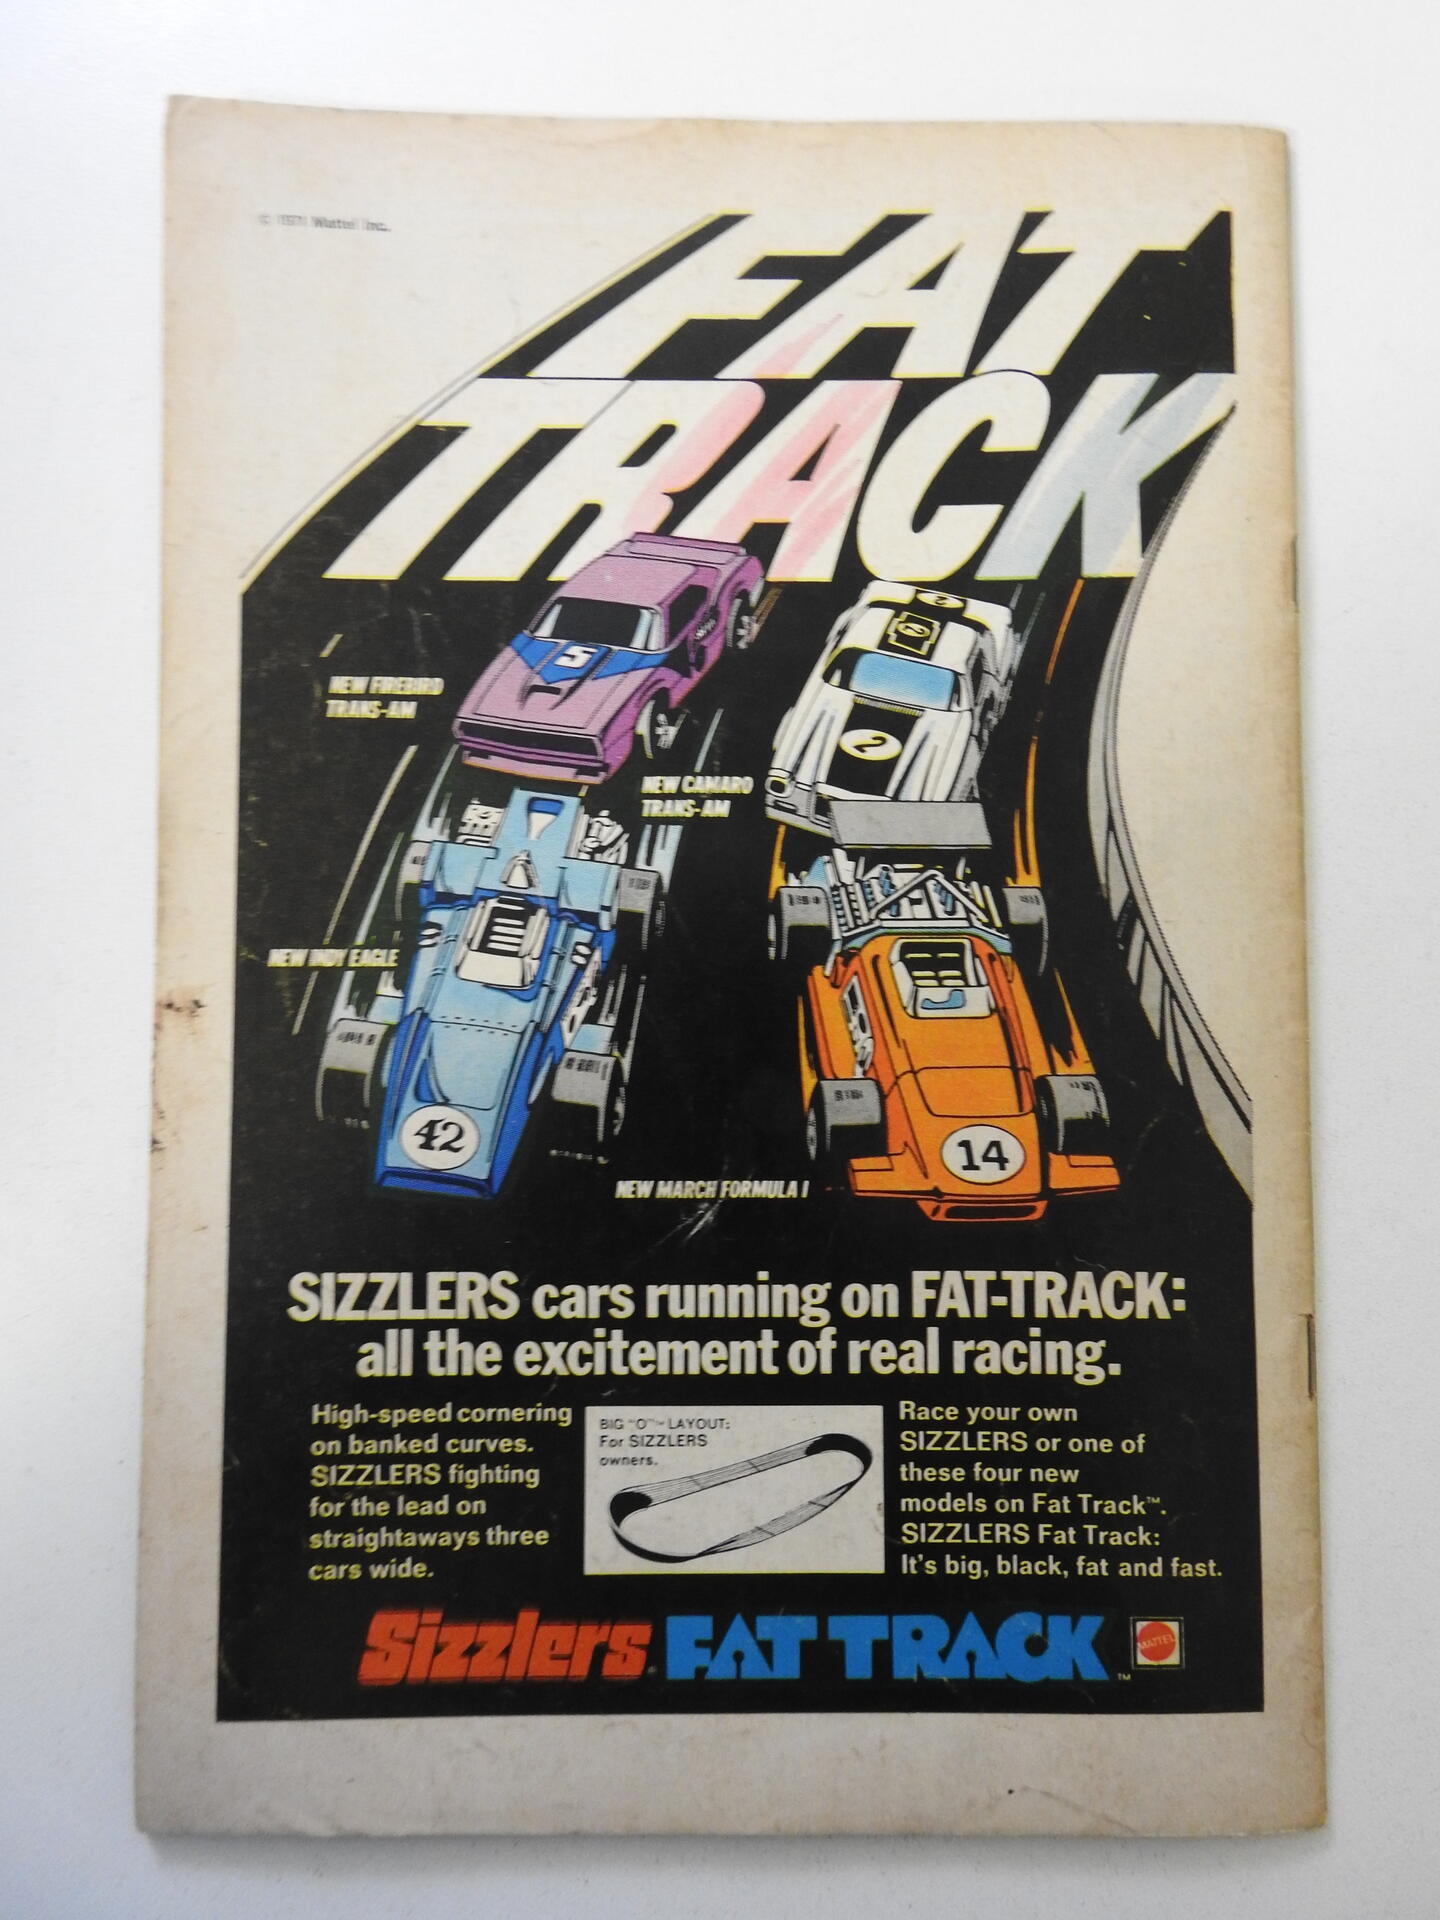 © 1971 Mattel Inc.
FAT
TRACK
5
2
2
NEW FIREBIRD
TRANS-AM
NEW CAMARO
TRANS-AM
NEW INDY EAGLE
42
14
NEW MARCH FORMULA I
SIZZLERS cars running on FAT-TRACK:
all the excitement of real racing.
High-speed cornering
on banked curves.
SIZZLERS fighting
for the lead on
straightaways three
cars wide.
BIG "O"™ LAYOUT:
For SIZZLERS
owners.
Race your own
SIZZLERS or one of
these four new
models on Fat Track™.
SIZZLERS Fat Track:
It's big, black, fat and fast.
Sizzlers® FAT TRACK™
MATTEL